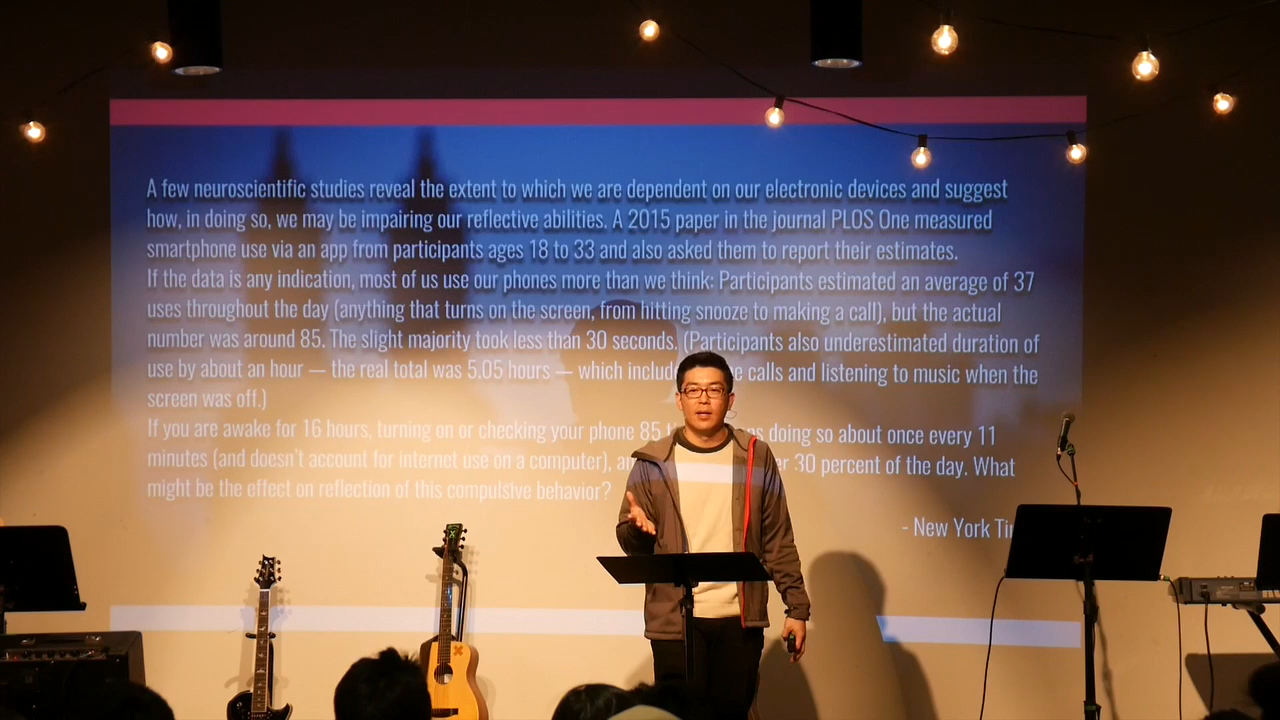 A few neuroscientific studies reveal the extent to which we are dependent on our electronic devices and suggest
how, in doing so, we may be impairing our reflective abilities. A 2015 paper in the journal PLOS One measured
smartphone use via an app from participants ages 18 to 33 and also asked them to report their estimates.
If the data is any indication, most of us use our phones more than we think: Participants estimated an average of 37
uses throughout the day (anything that turns on the screen, from hitting snooze to making a call), but the actual
number was around 85. The slight majority took less than 30 seconds. (Participants also underestimated duration of
use by about an hour — the real total was 5.05 hours — which includ e calls and listening to music when the
screen was off.)
If you are awake for 16 hours, turning on or checking your phone 85 t ns doing so about once every 11
minutes (and doesn't account for internet use on a computer), an er 30 percent of the day. What
might be the effect on reflection of this compulsive behavior?
- New York Ti